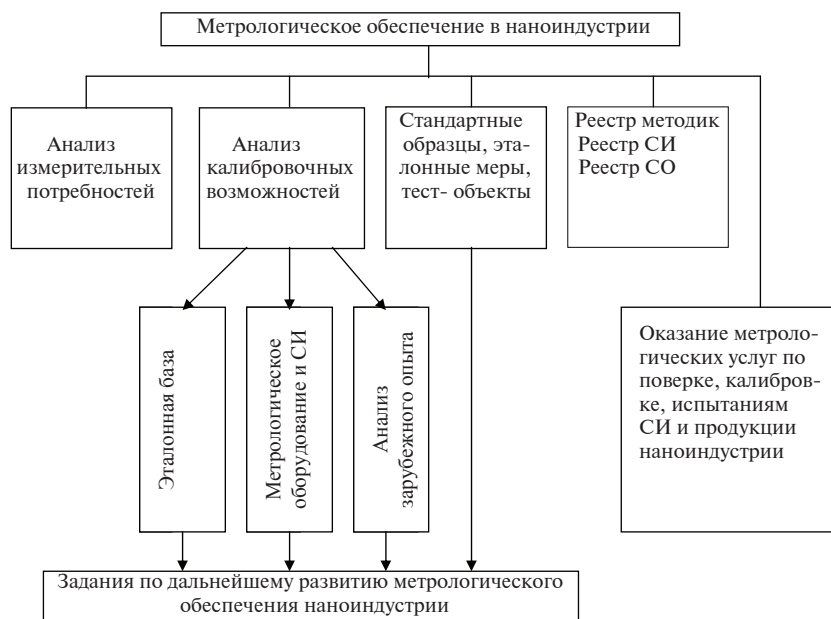 Метрологическое обеспечение в наноиндустрии
Анализ
измерительных
потребностей
Анализ
калибровочных
возможностей
Стандартные
образцы, эта-
лонные меры,
тест- объекты
Реестр методик
Реестр СИ
Реестр СО
Эталонная база
Метрологическое
оборудование и СИ
Анализ
зарубежного опыта
Оказание метроло-
гических услуг по
поверке, калибров-
ке, испытаниям
СИ и продукции
наноиндустрии
Задания по дальнейшему развитию метрологического
обеспечения наноиндустрии